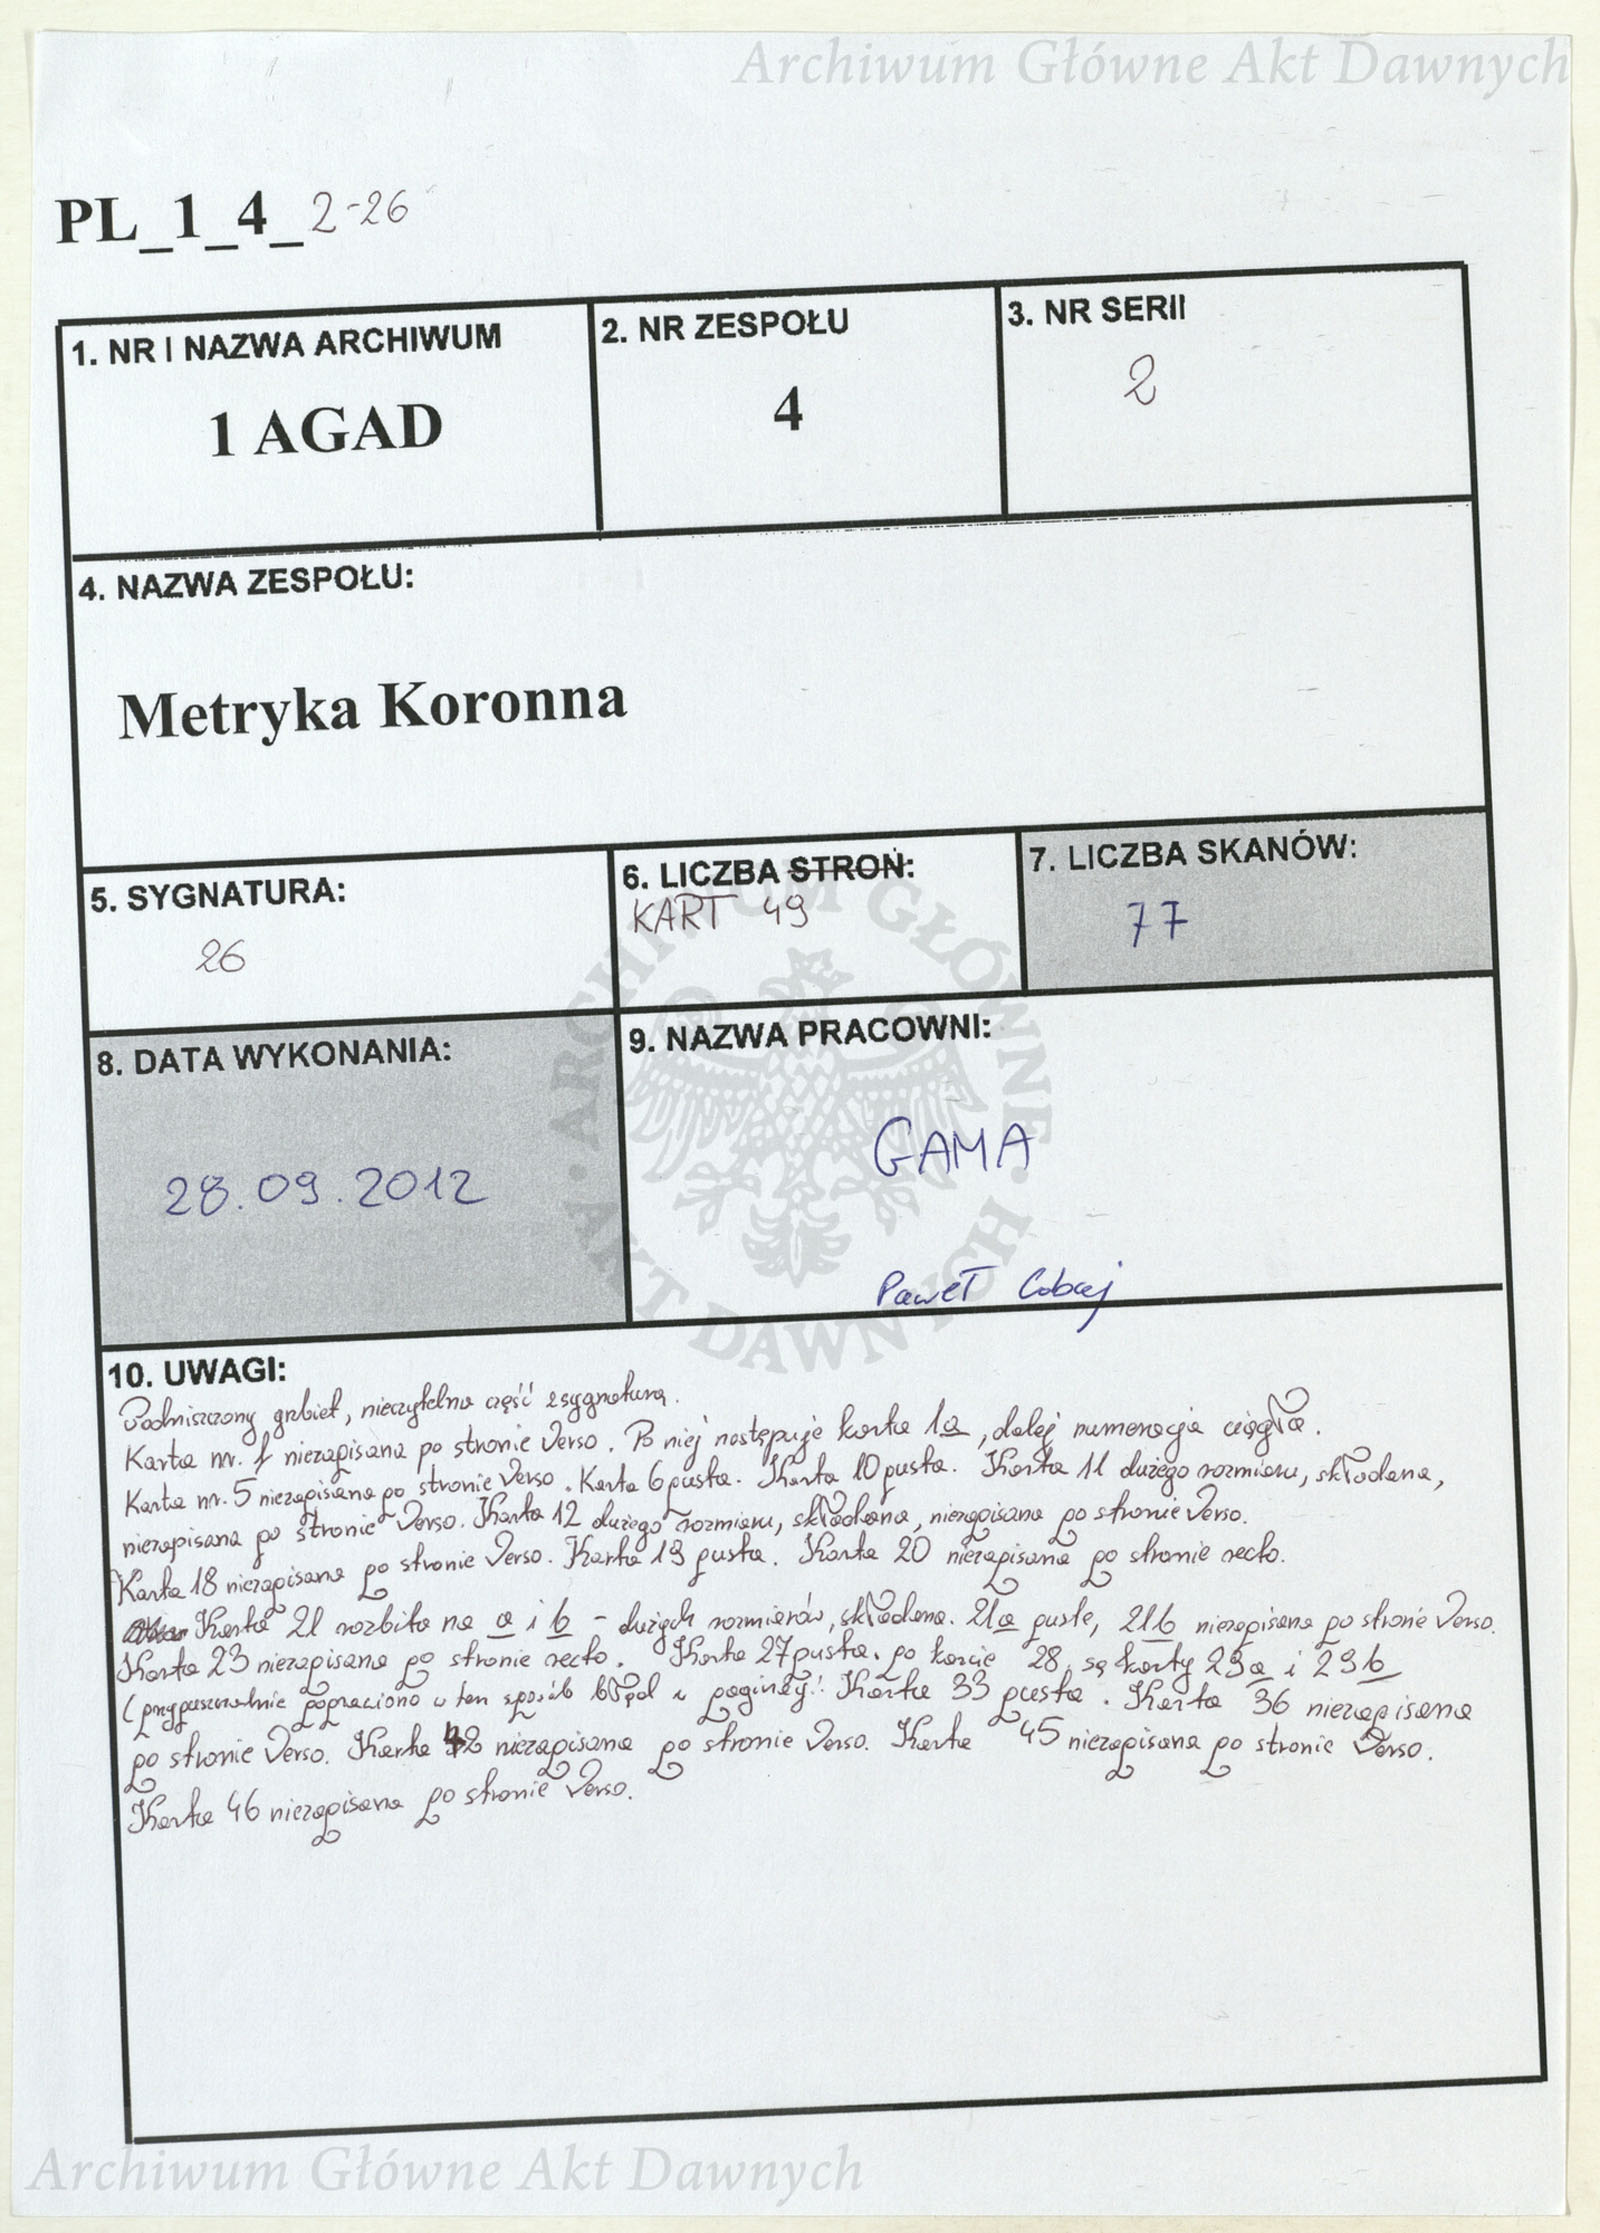 Archiwum Główne Akt Dawnych
PL_1_4_2-26
1. NR I NAZWA ARCHIWUM
1 AGAD
2. NR ZESPOŁU
4
3. NR SERII
2
4. NAZWA ZESPOŁU:
Metryka Koronna
5. SYGNATURA:
26
6. LICZBA STRON:
KART 49
7. LICZBA SKANÓW:
77
8. DATA WYKONANIA:
28.09.2012
9. NAZWA PRACOWNI:
GAMA
Paweł
ARCHIWUM GŁÓWNE · AKT DAWNYCH ·
10. UWAGI:
Podniszczony grzbiet, nieczytelna część z sygnaturą.
Karta nr. 1 niezapisana po stronie Verso. Po niej następuje karta 1a, dalej numeracja ciągła.
Karta nr. 5 niezapisana po stronie Verso. Karta 6 pusta. Karta 10 pusta. Karta 11 dużego rozmiaru, składana,
niezapisana po stronie Verso. Karta 12 dużego rozmiaru, składana, niezapisana po stronie Verso.
Karta 18 niezapisana po stronie Verso. Karta 19 pusta. Karta 20 niezapisana po stronie recto.
Karta 21 rozbita na a i b - dużych rozmiarów, składana. 21a puste, 21b niezapisana po stronie Verso.
Karta 23 niezapisana po stronie recto. Karta 27 pusta. po karcie 28 są karty 29a i 29b
(przypuszczalnie poprawiono w ten sposób błąd w paginacji). Karta 33 pusta. Karta 36 niezapisana
po stronie Verso. Karta 42 niezapisana po stronie Verso. Karta 45 niezapisana po stronie Verso.
Karta 46 niezapisana po stronie Verso.
Archiwum Główne Akt Dawnych